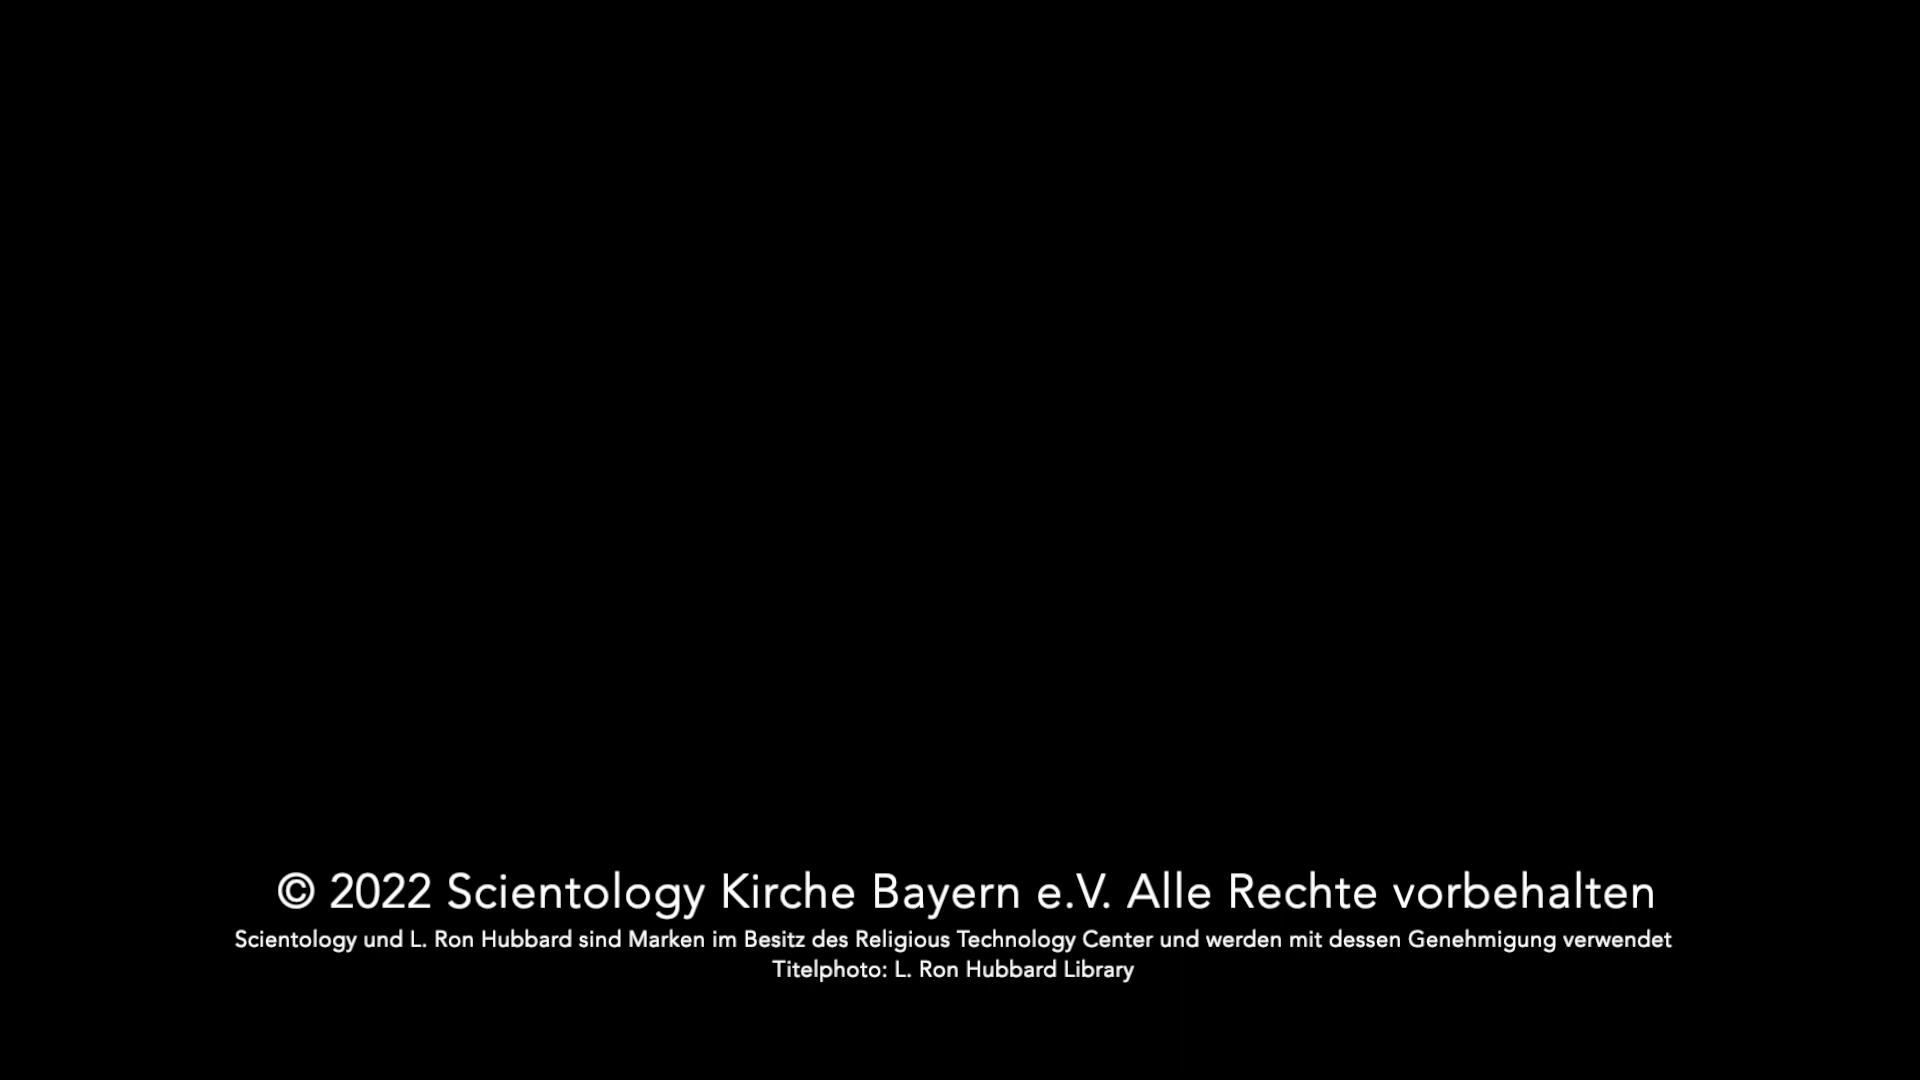 © 2022 Scientology Kirche Bayern e.V. Alle Rechte vorbehalten
Scientology und L. Ron Hubbard sind Marken im Besitz des Religious Technology Center und werden mit dessen Genehmigung verwendet
Titelphoto: L. Ron Hubbard Library